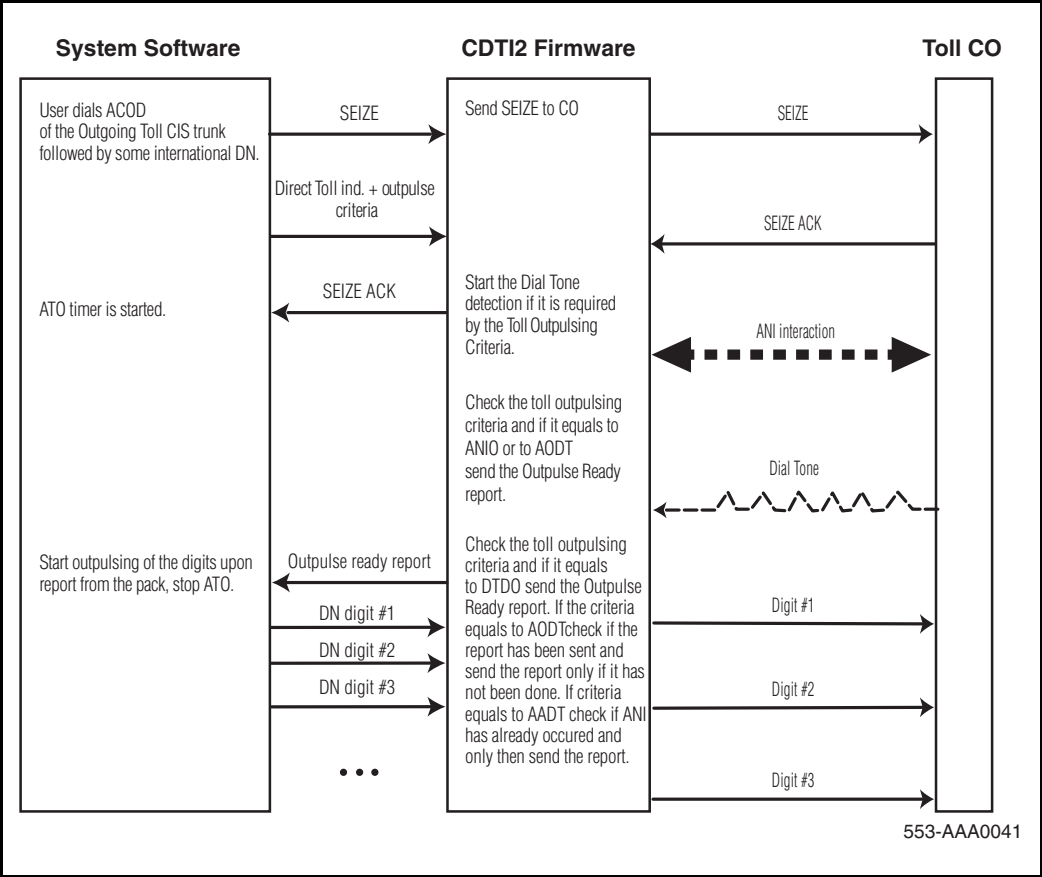 System Software
CDTI2 Firmware
Toll CO
User dials ACOD
of the Outgoing Toll CIS trunk
followed by some international DN.
SEIZE
Send SEIZE to CO
SEIZE
Direct Toll ind. + outpulse
criteria
SEIZE ACK
ATO timer is started.
SEIZE ACK
Start the Dial Tone
detection if it is required
by the Toll Outpulsing
Criteria.
ANI interaction
Check the toll outpulsing
criteria and if it equals to
ANIO or to AODT
send the Outpulse Ready
report.
Dial Tone
Start outpulsing of the digits upon
report from the pack, stop ATO.
Outpulse ready report
DN digit #1
DN digit #2
DN digit #3
Check the toll outpulsing
criteria and if it equals
to DTDO send the Outpulse
Ready report. If the criteria
equals to AODTcheck if the
report has been sent and
send the report only if it has
not been done. If criteria
equals to AADT check if ANI
has already occured and
only then send the report.
Digit #1
Digit #2
Digit #3
553-AAA0041